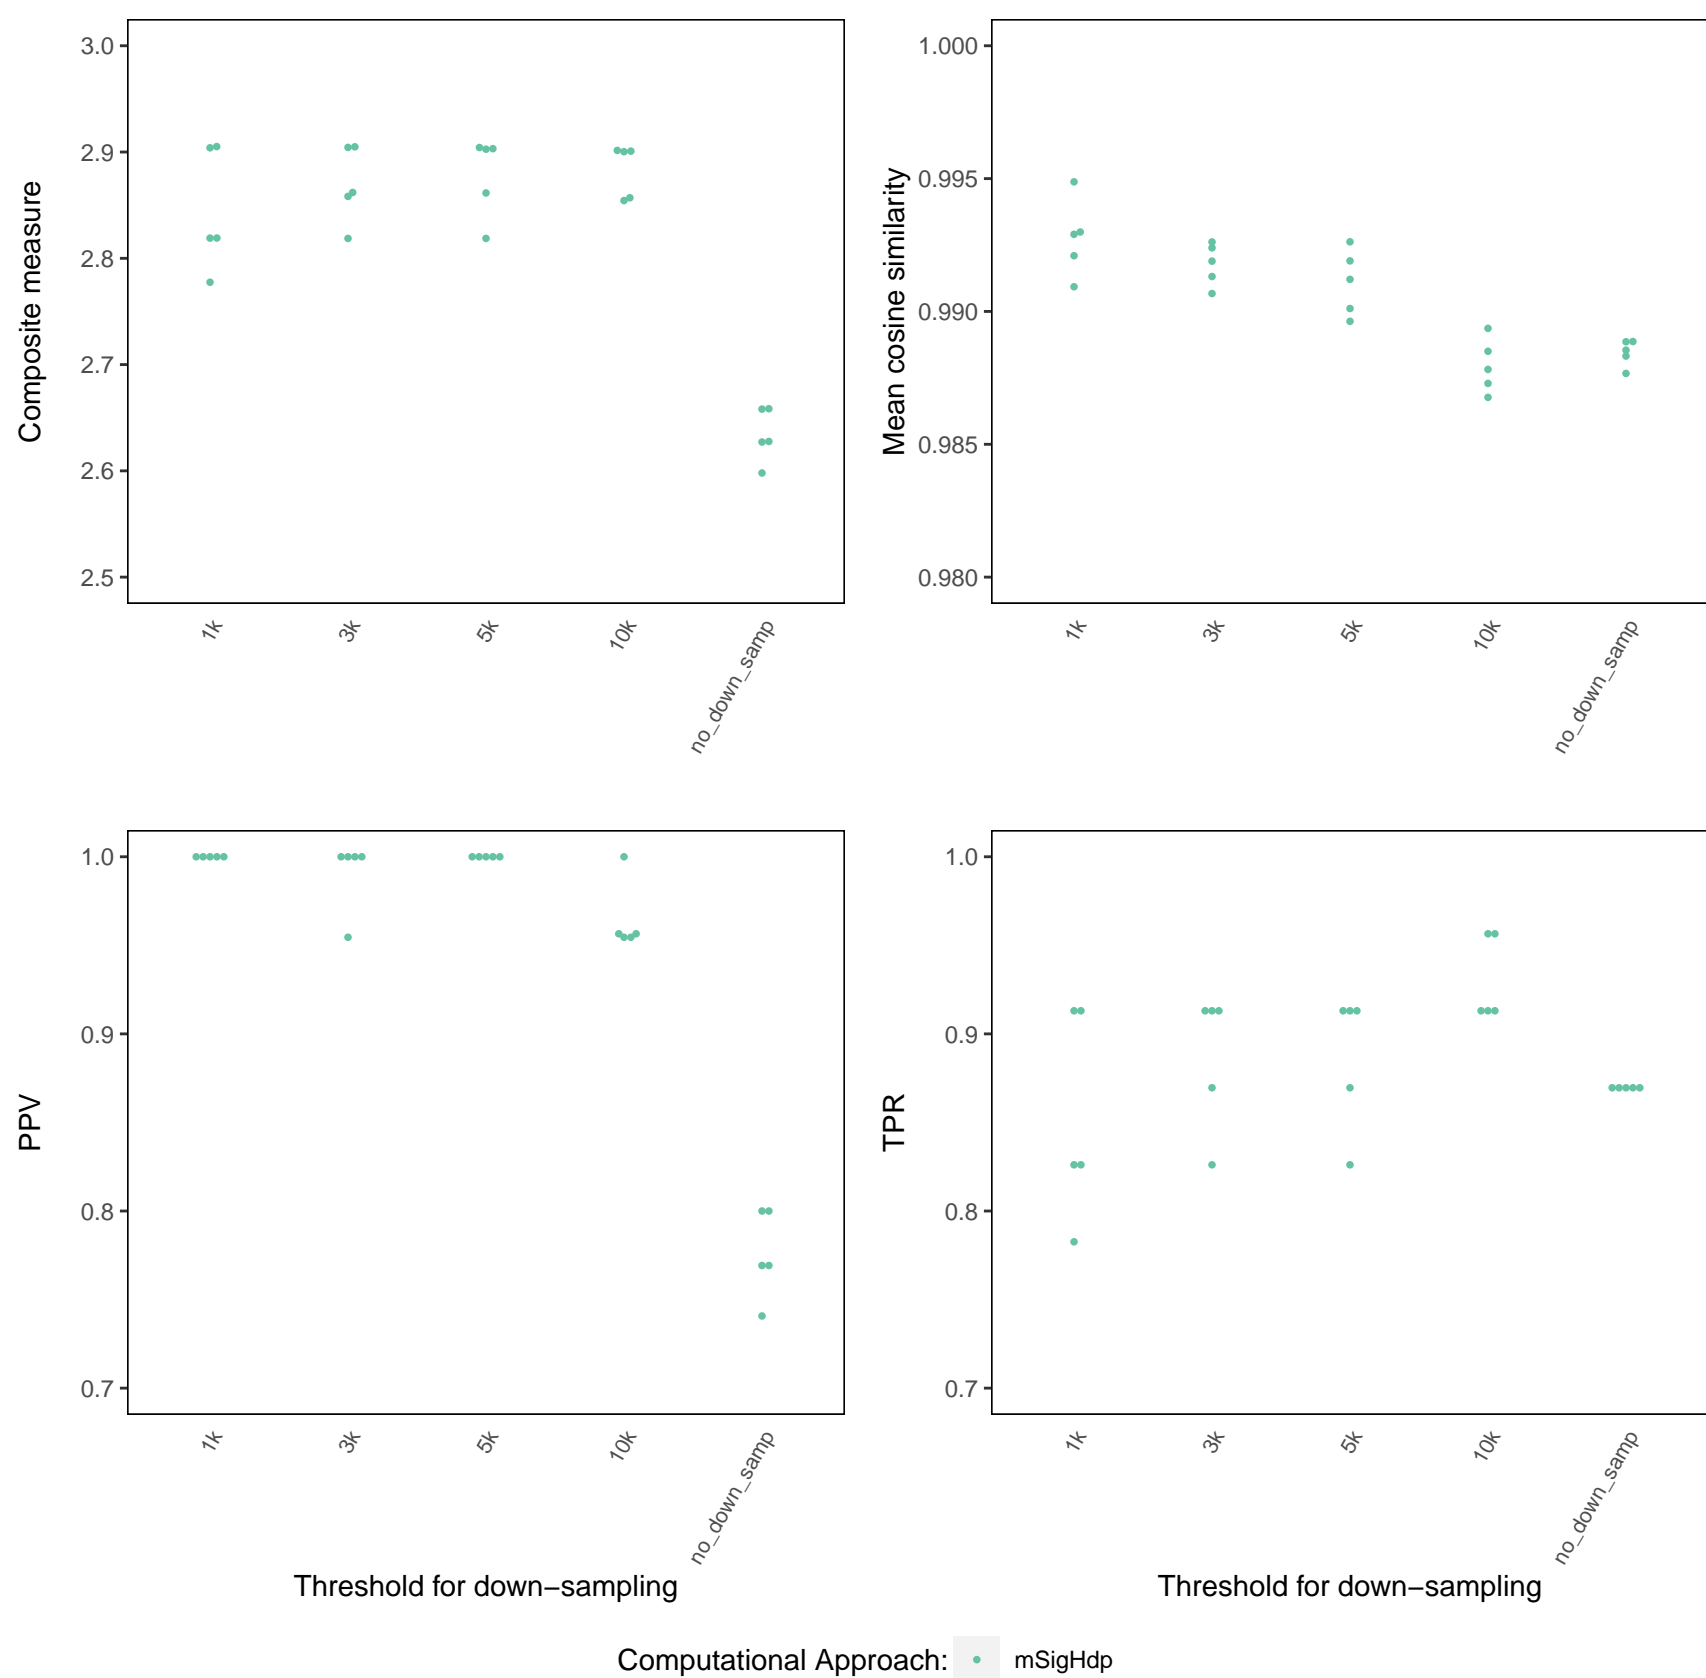 Composite measure
3.0
2.9
2.8
2.7
2.6
2.5
1k
3k
5k
10k
no_down_samp
Mean cosine similarity
1.000
0.995
0.990
0.985
0.980
1k
3k
5k
10k
no_down_samp
PPV
1.0
0.9
0.8
0.7
1k
3k
5k
10k
no_down_samp
Threshold for down−sampling
TPR
1.0
0.9
0.8
0.7
1k
3k
5k
10k
no_down_samp
Threshold for down−sampling
Computational Approach: mSigHdp